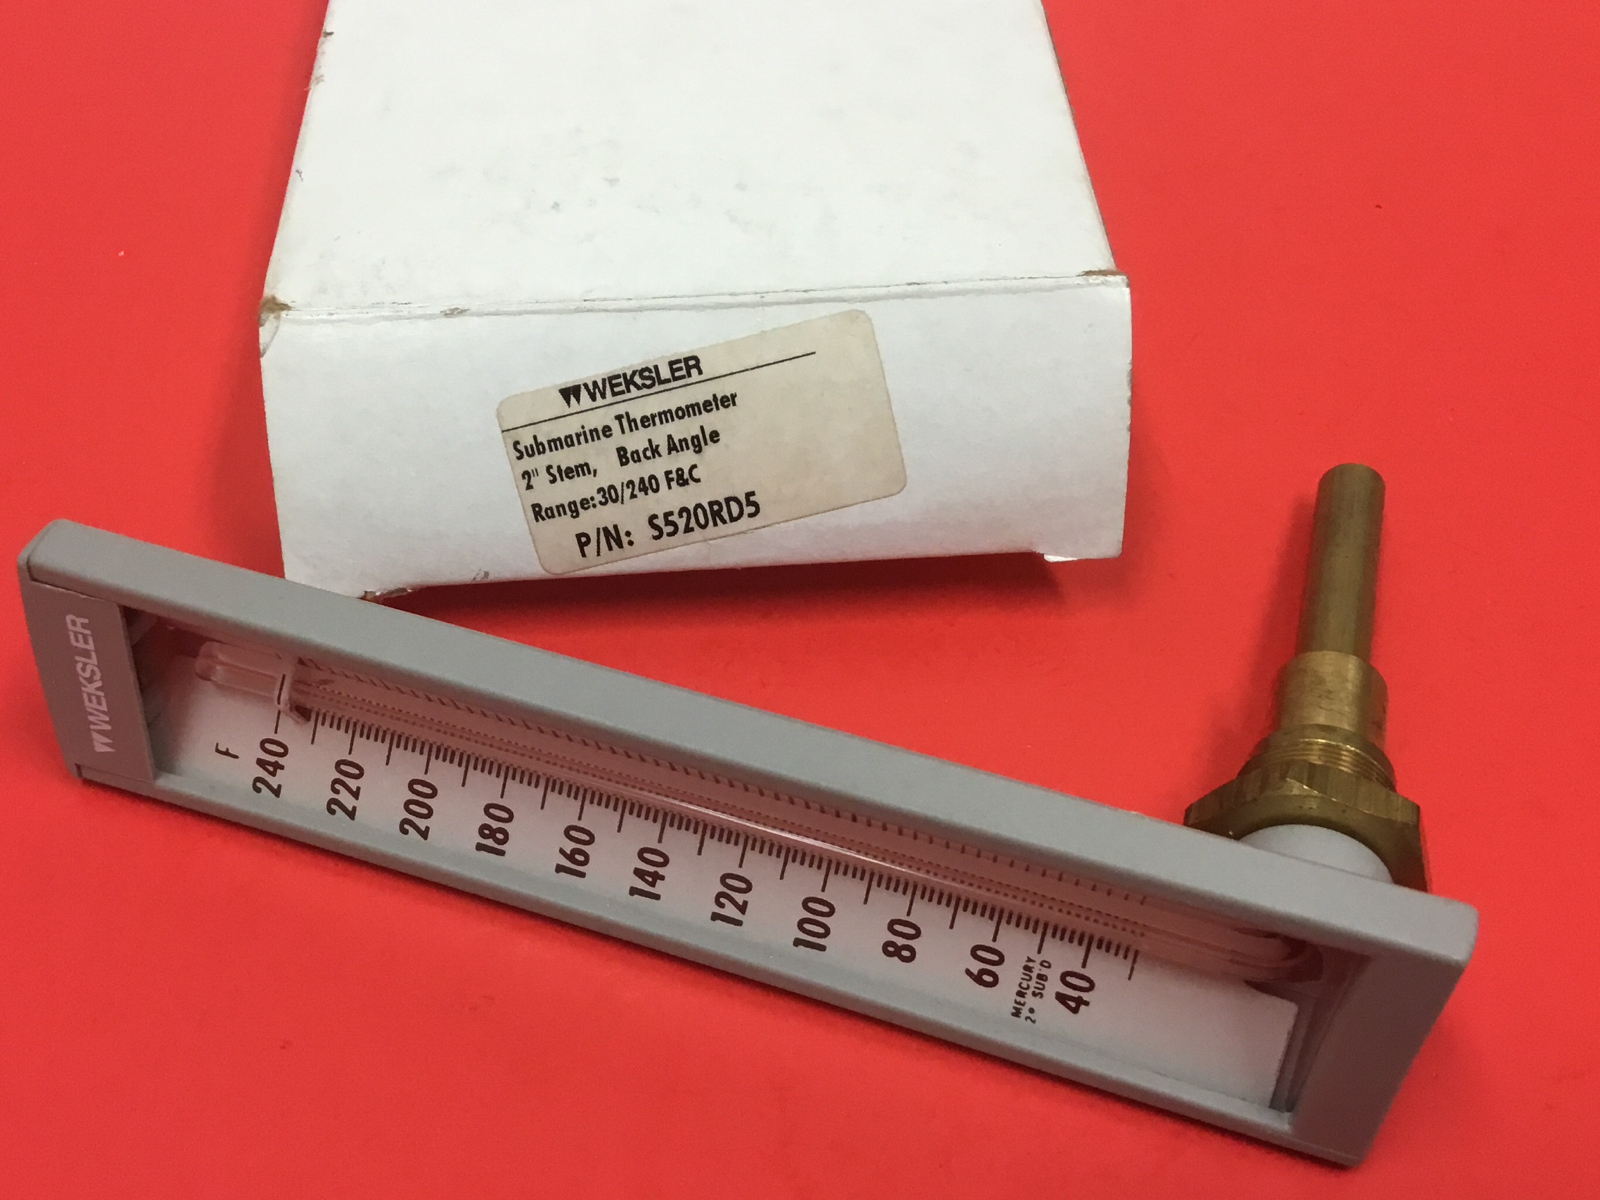 WEKSLER
Submarine Thermometer
2" Stem, Back Angle
Range:30/240 F&C
P/N: S520RD5
WEKSLER
F
240
220
200
180
160
140
120
100
80
60
40
MERCURY
2° SUB'D